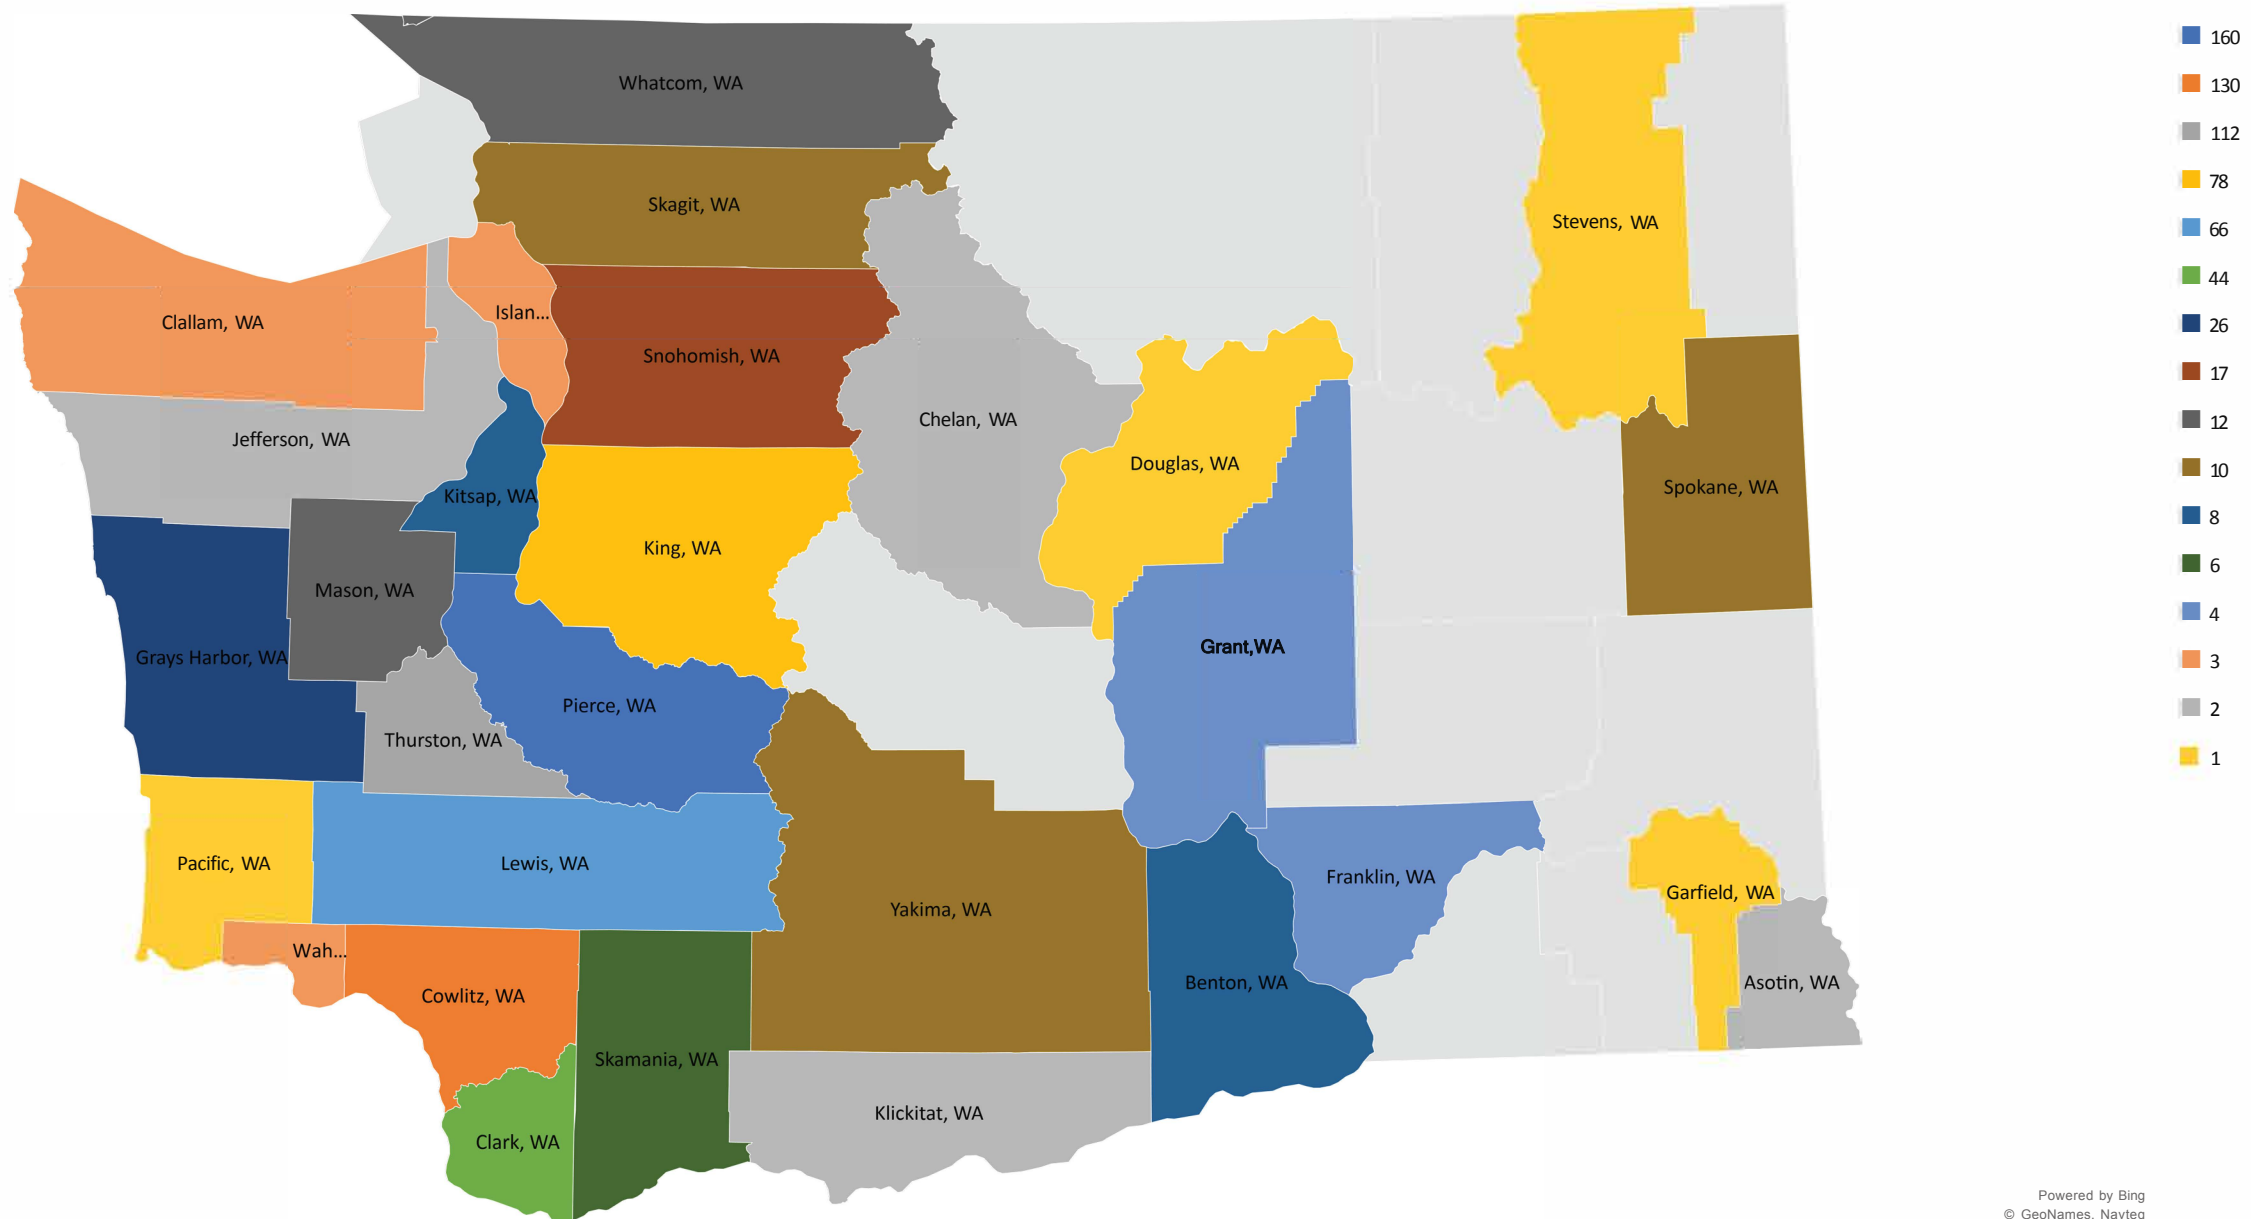 Whatcom, WA
Skagit, WA
Stevens, WA
Clallam, WA
Islan...
Snohomish, WA
Chelan, WA
Jefferson, WA
Douglas, WA
Kitsap, WA
Spokane, WA
King, WA
Mason, WA
Grays Harbor, WA
Grant,WA
Pierce, WA
Thurston, WA
Pacific, WA
Lewis, WA
Franklin, WA
Garfield, WA
Yakima, WA
Wah...
Cowlitz, WA
Benton, WA
Asotin, WA
Skamania, WA
Klickitat, WA
Clark, WA
160
130
112
78
66
44
26
17
12
10
8
6
4
3
2
1
Powered by Bing
© GeoNames, Navteq